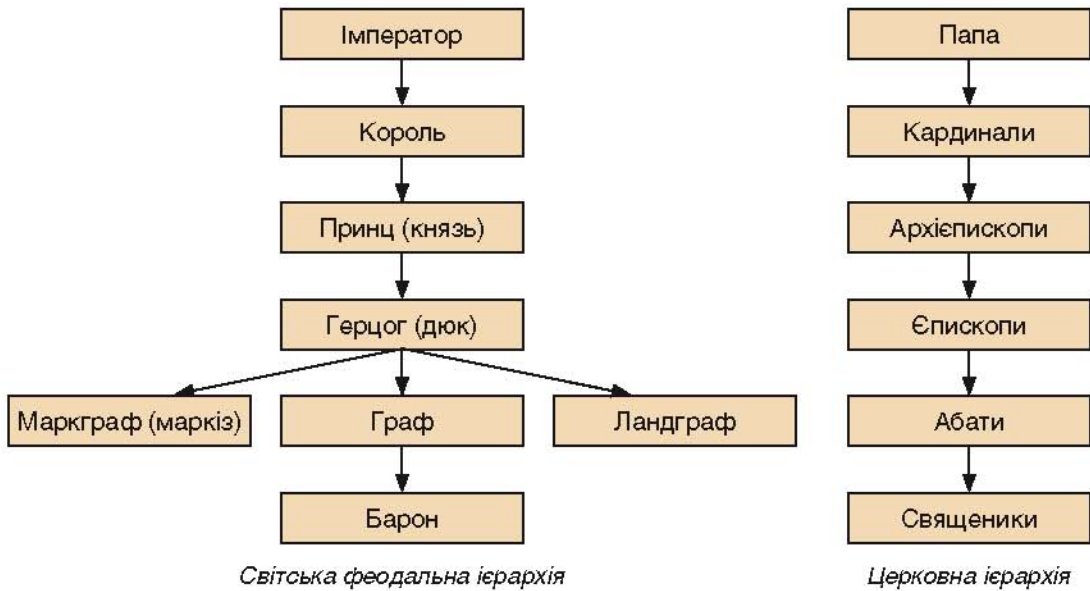 Імператор
Король
Принц (князь)
Герцог (дюк)
Маркграф (маркіз)
Граф
Ландграф
Барон
Світська феодальна ієрархія
Папа
Кардинали
Архієпископи
Єпископи
Абати
Священики
Церковна ієрархія